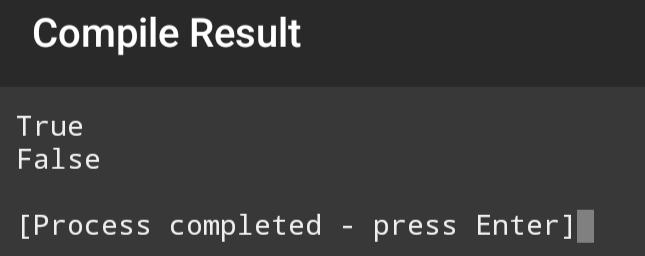 Compile Result
True
False
[Process completed - press Enter]